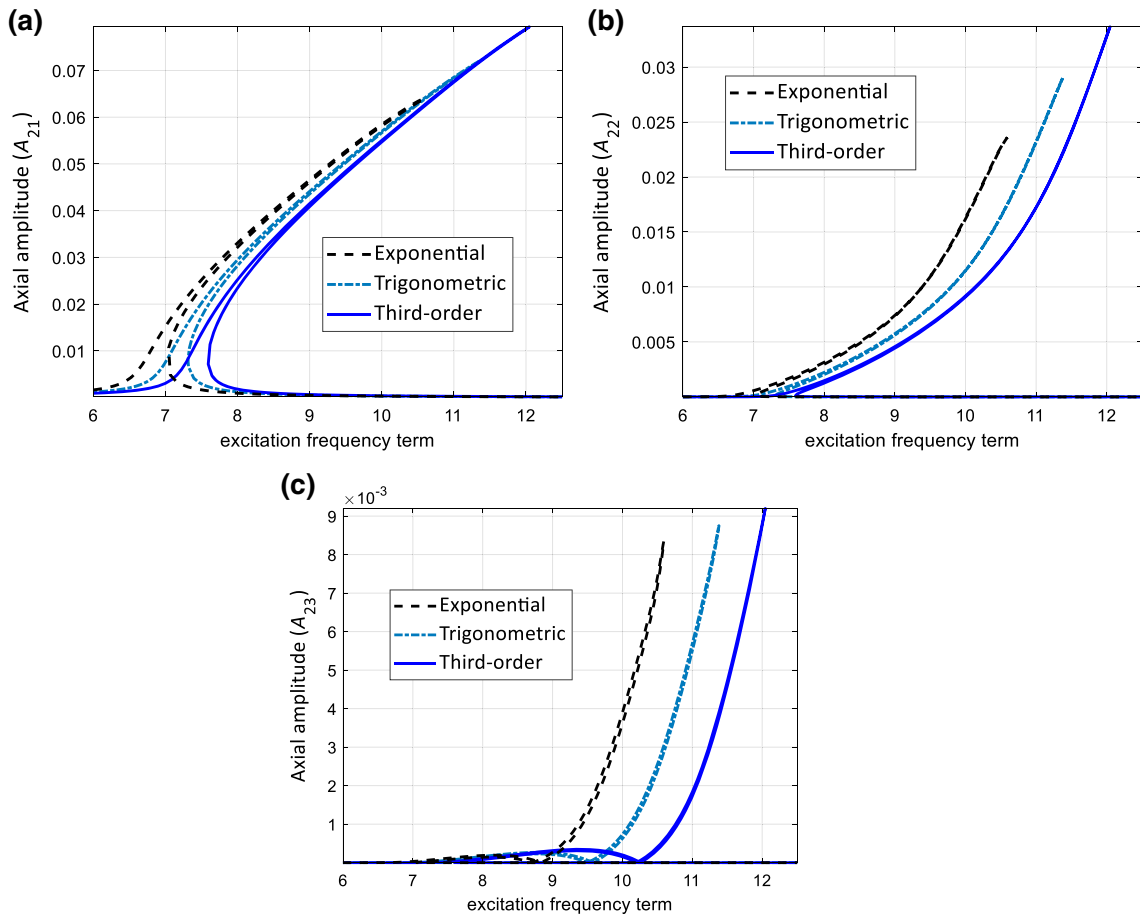 (a)
0.07
0.06
0.05
0.04
0.03
0.02
0.01
Axial amplitude (A21)
Exponential
Trigonometric
Third-order
6 7 8 9 10 11 12
excitation frequency term
(b)
0.03
0.025
0.02
0.015
0.01
0.005
Axial amplitude (A22)
Exponential
Trigonometric
Third-order
6 7 8 9 10 11 12
excitation frequency term
(c)
×10-3
9
8
7
6
5
4
3
2
1
Axial amplitude (A23)
Exponential
Trigonometric
Third-order
6 7 8 9 10 11 12
excitation frequency term